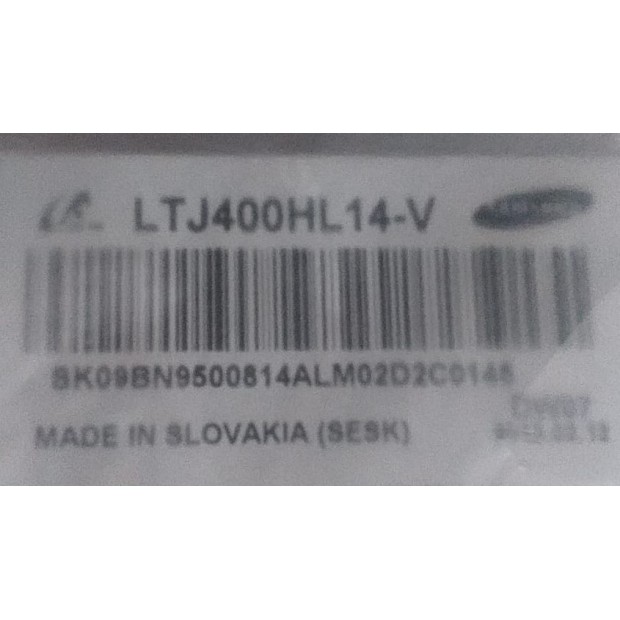 LTJ400HL14-V
SK09BN9500814ALM02D2C0145
MADE IN SLOVAKIA (SESK)